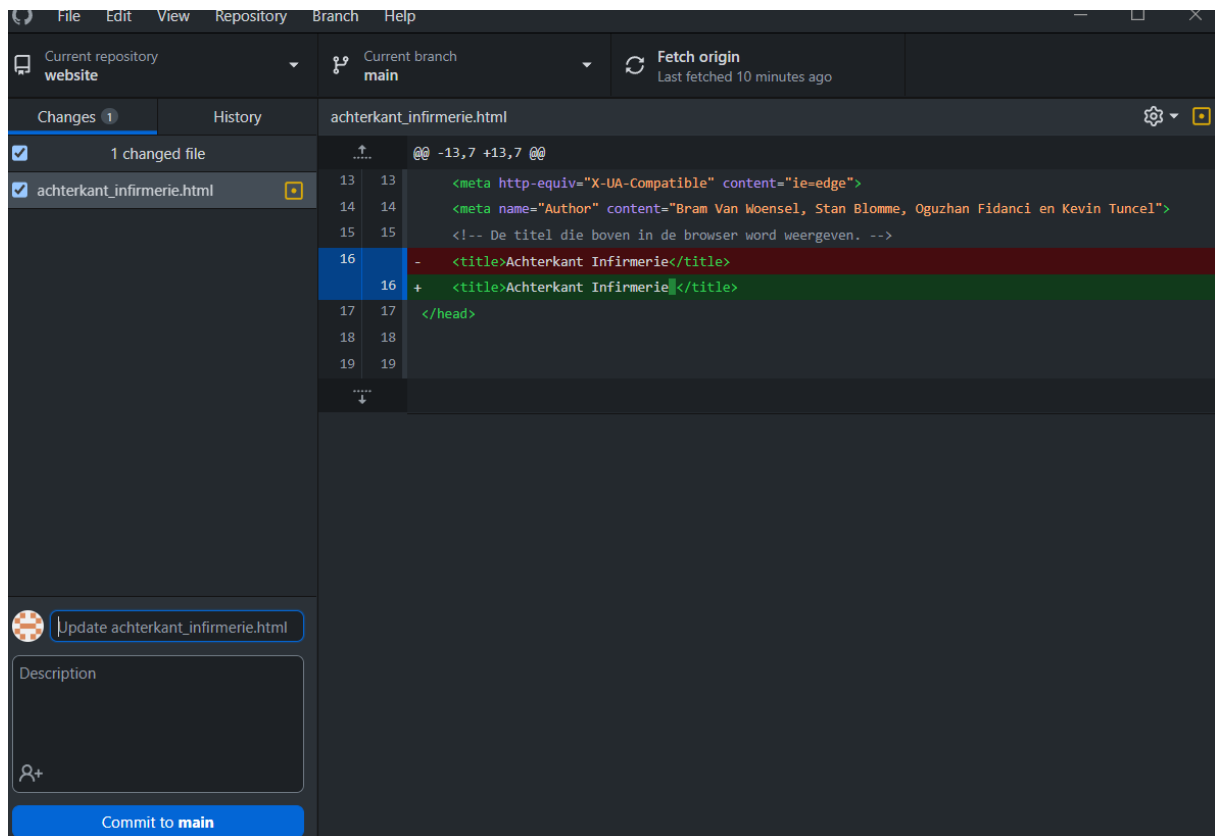 File Edit View Repository Branch Help
Current repository
website
Current branch
main
Fetch origin
Last fetched 10 minutes ago
Changes 1 History
1 changed file
achterkant_infirmerie.html
achterkant_infirmerie.html
@@ -13,7 +13,7 @@
13 13 <meta http-equiv="X-UA-Compatible" content="ie=edge">
14 14 <meta name="Author" content="Bram Van Woensel, Stan Blomme, Oguzhan Fidanci en Kevin Tuncel">
15 15 <!-- De titel die boven in de browser word weergeven. -->
16 - <title>Achterkant Infirmerie</title>
16 + <title>Achterkant Infirmerie </title>
17 17 </head>
18 18
19 19
Update achterkant_infirmerie.html
Description
Commit to main